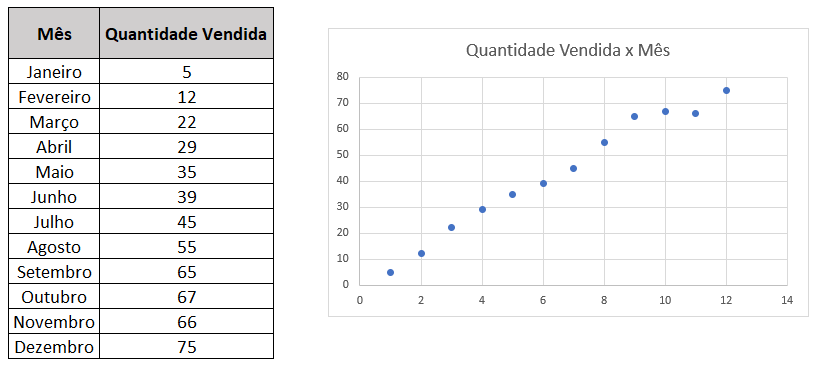 Mês Quantidade Vendida
Janeiro 5
Fevereiro 12
Março 22
Abril 29
Maio 35
Junho 39
Julho 45
Agosto 55
Setembro 65
Outubro 67
Novembro 66
Dezembro 75
Quantidade Vendida x Mês
80
70
60
50
40
30
20
10
0
0 2 4 6 8 10 12 14